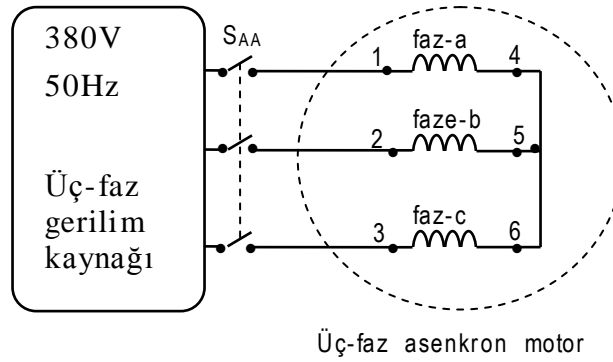 380V
50Hz
Üç-faz
gerilim
kaynağı
SAA
1
faz-a
4
2
faze-b
5
3
faz-c
6
Üç-faz asenkron motor